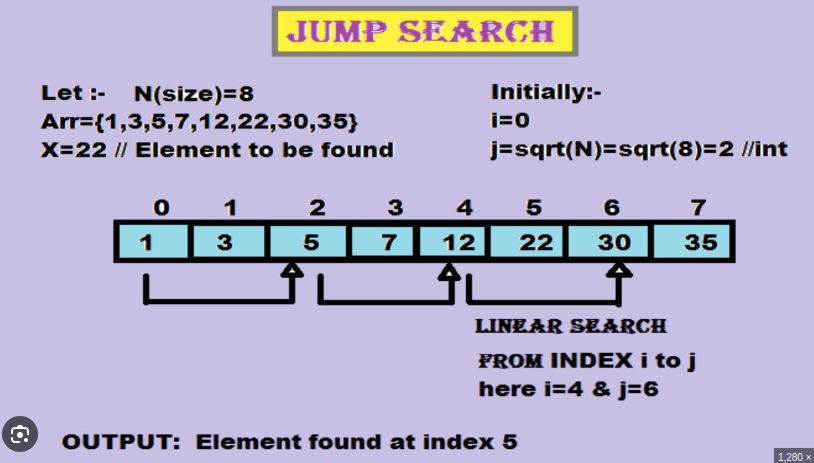 JUMP SEARCH
Let :- N(size)=8
Arr={1,3,5,7,12,22,30,35}
X=22 // Element to be found
Initially:-
i=0
j=sqrt(N)=sqrt(8)=2 //int
0 1 2 3 4 5 6 7
1 3 5 7 12 22 30 35
LINEAR SEARCH
FROM INDEX i to j
here i=4 & j=6
OUTPUT: Element found at index 5
1,280 ×